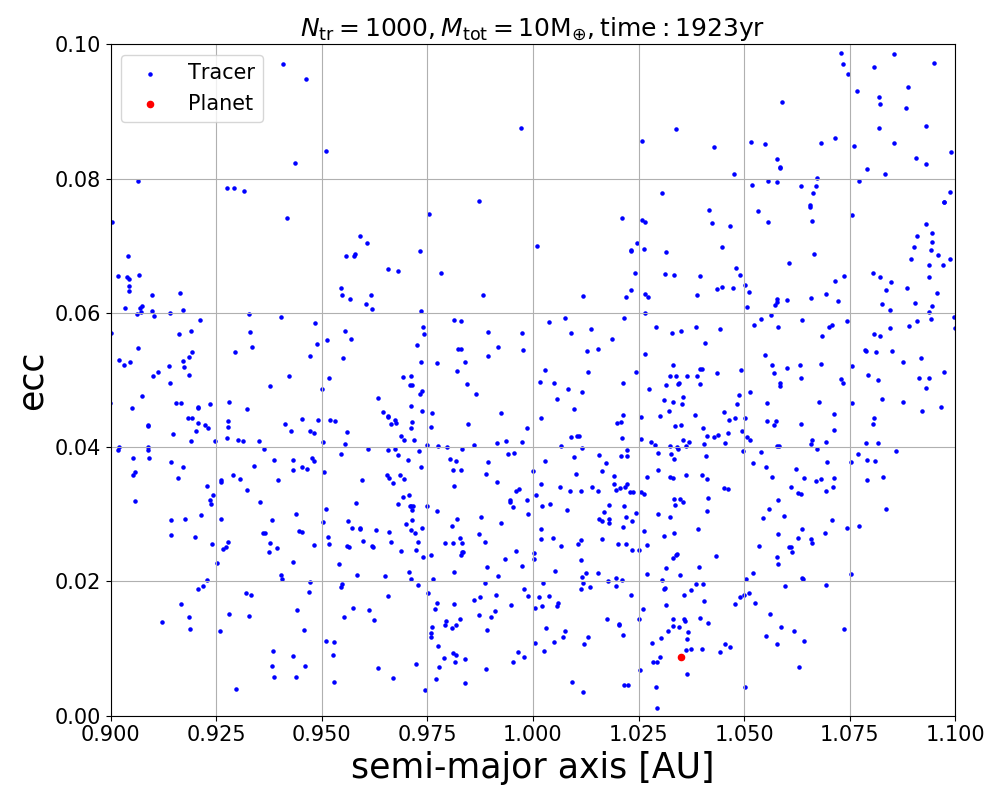 N_tr = 1000, M_tot = 10M_⊕, time : 1923yr
Tracer
Planet
0.10
0.08
0.06
0.04
0.02
0.00
ecc
0.900 0.925 0.950 0.975 1.000 1.025 1.050 1.075 1.100
semi-major axis [AU]